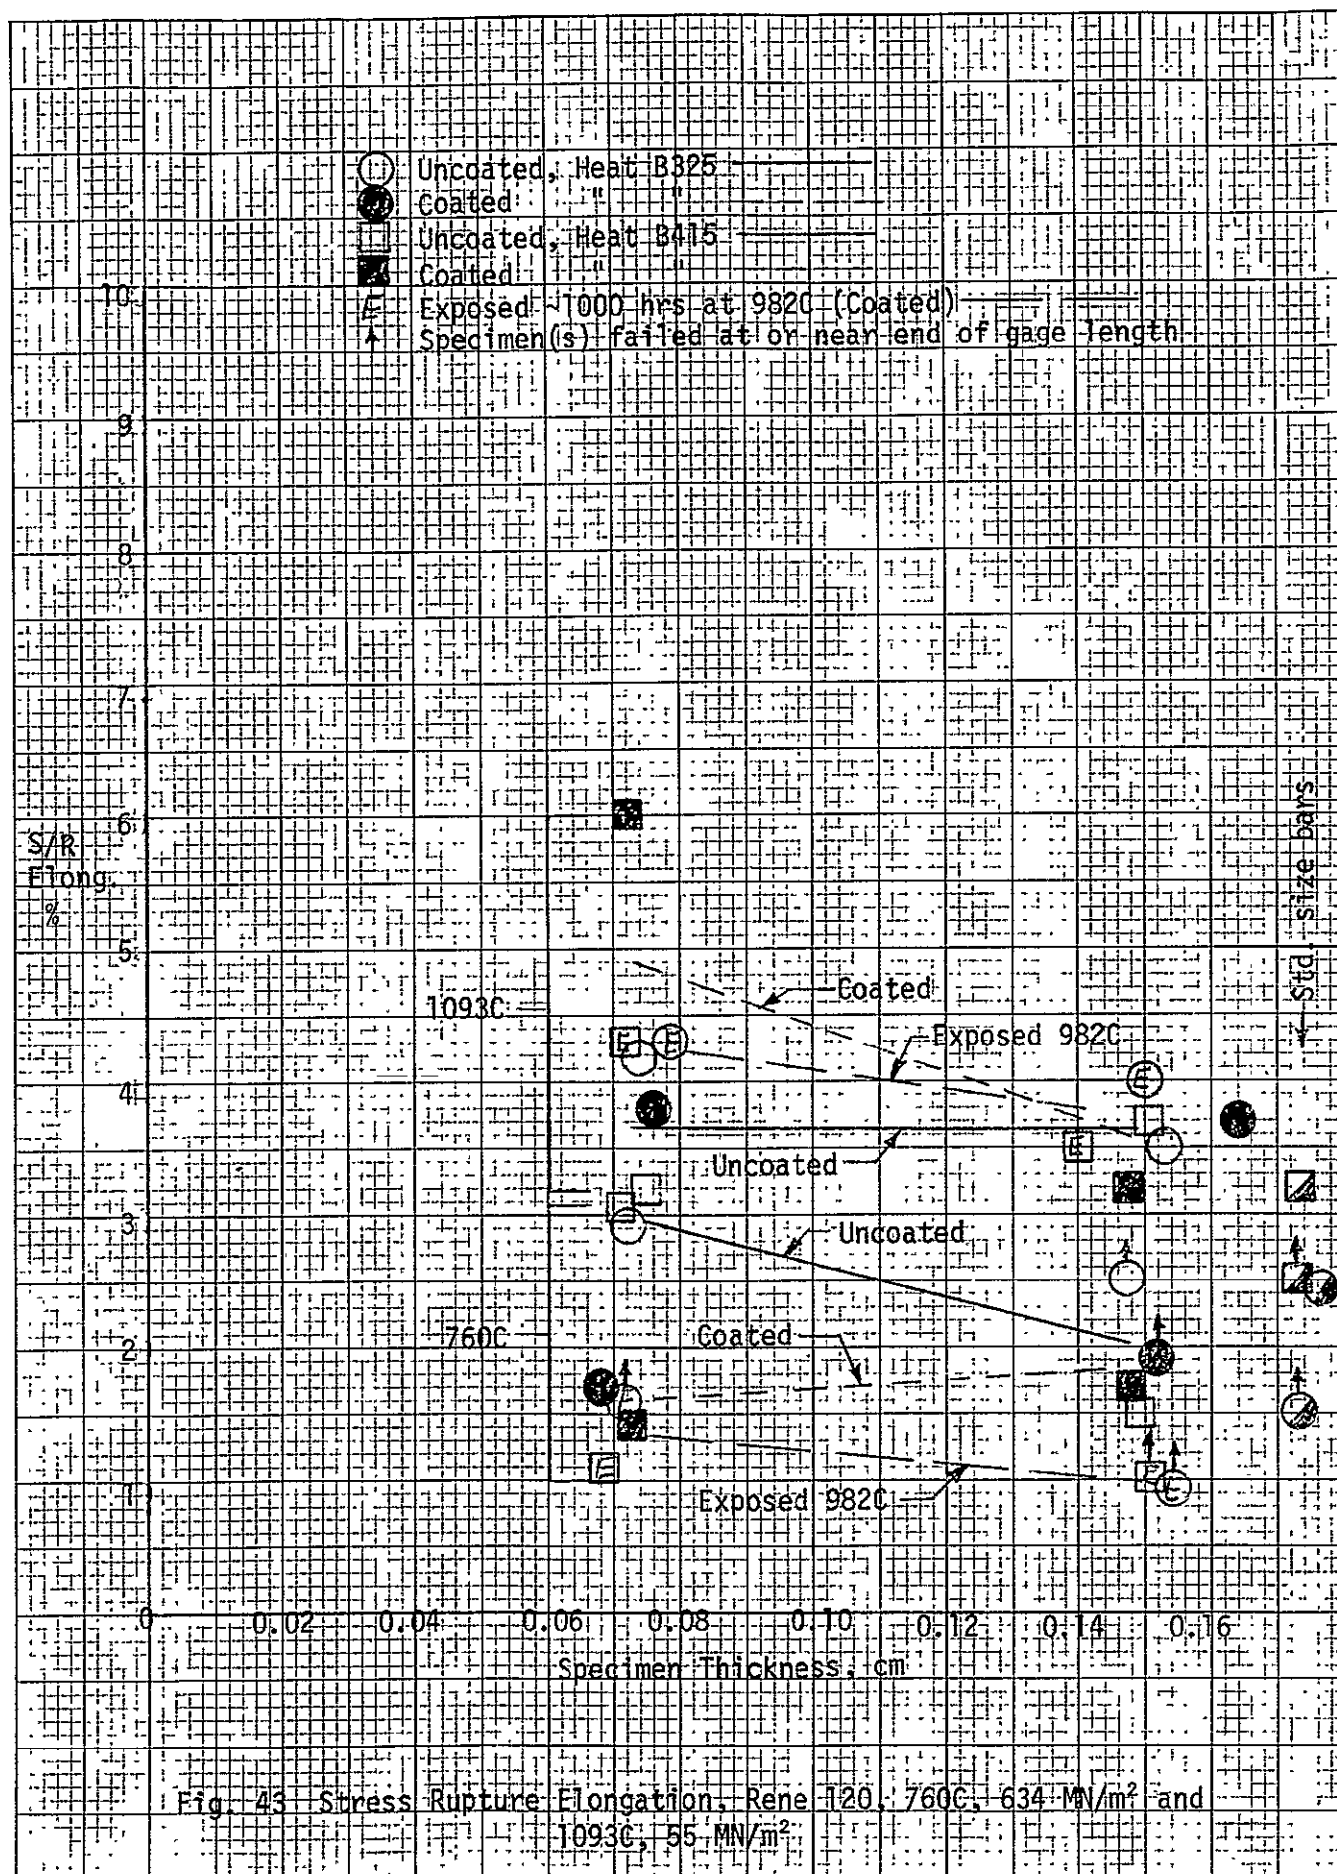 Uncoated, Heat B325
Coated " "
Uncoated, Heat B415
Coated " "
E Exposed ~1000 hrs at 982C (Coated)
Specimen(s) failed at or near end of gage length
10
9
8
7
6
S/R
Elong.
%
5
4
3
2
1
Std. size bars
1093C
Coated
Exposed 982C
E
E
E
E
Uncoated
Uncoated
760C
Coated
E
E
E
E
Exposed 982C
0 0.02 0.04 0.06 0.08 0.10 0.12 0.14 0.16
Specimen Thickness, cm
Fig. 43 Stress Rupture Elongation, Rene 120, 760C, 634 MN/m² and
1093C, 55 MN/m²